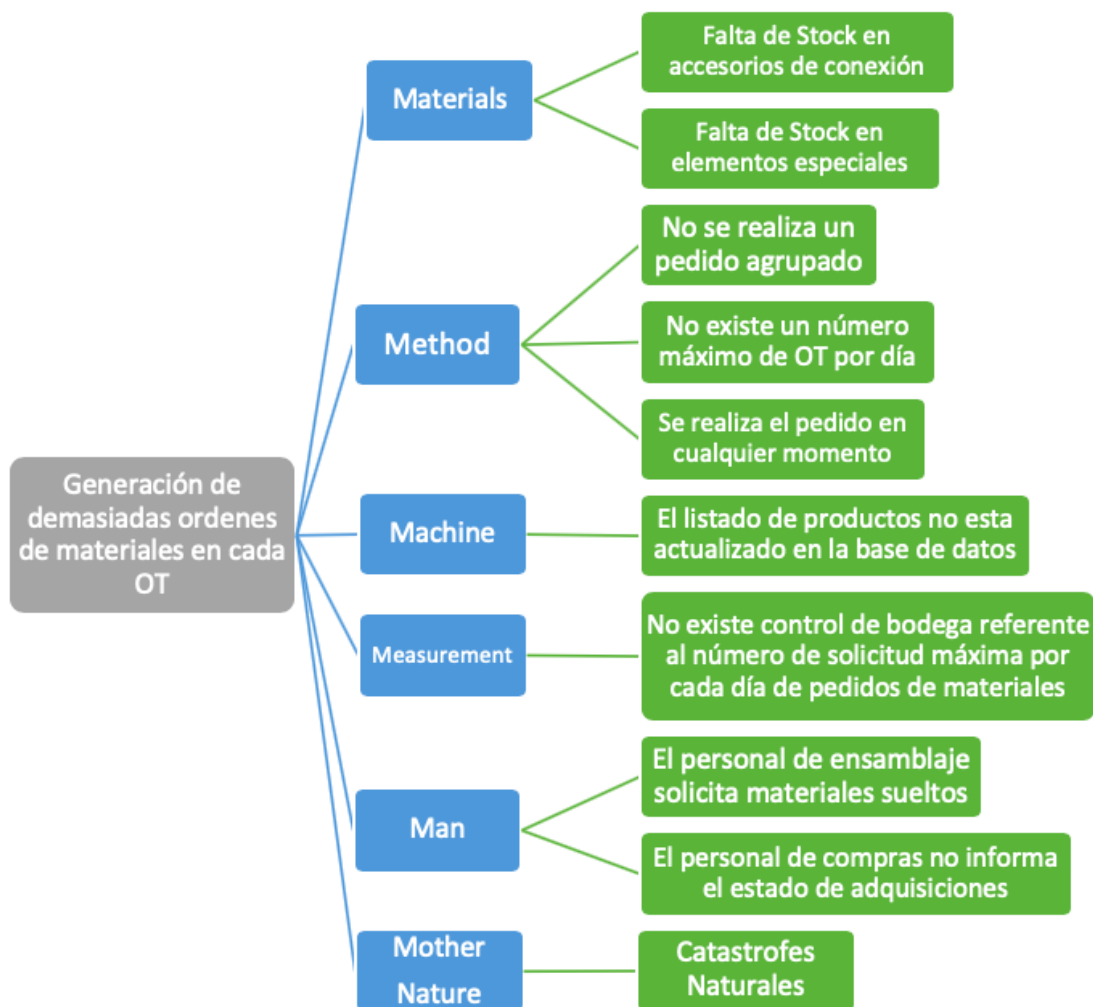 Generación de
demasiadas ordenes
de materiales en cada
OT
Materials
Falta de Stock en
accesorios de conexión
Falta de Stock en
elementos especiales
Method
No se realiza un
pedido agrupado
No existe un número
máximo de OT por día
Se realiza el pedido en
cualquier momento
Machine
El listado de productos no esta
actualizado en la base de datos
Measurement
No existe control de bodega referente
al número de solicitud máxima por
cada día de pedidos de materiales
Man
El personal de ensamblaje
solicita materiales sueltos
El personal de compras no informa
el estado de adquisiciones
Mother
Nature
Catastrofes
Naturales